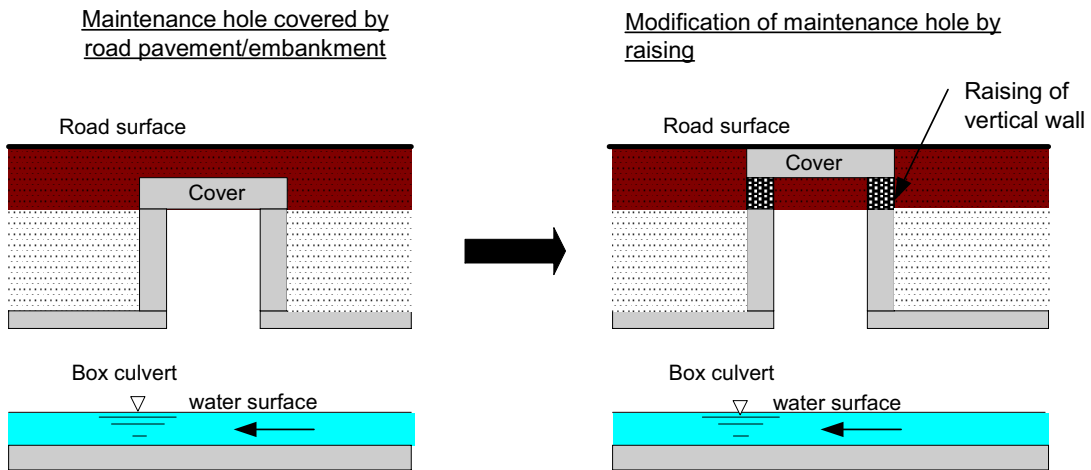 Maintenance hole covered by
road pavement/embankment
Road surface
Cover
Box culvert
water surface
Modification of maintenance hole by
raising
Raising of
vertical wall
Road surface
Cover
Box culvert
water surface